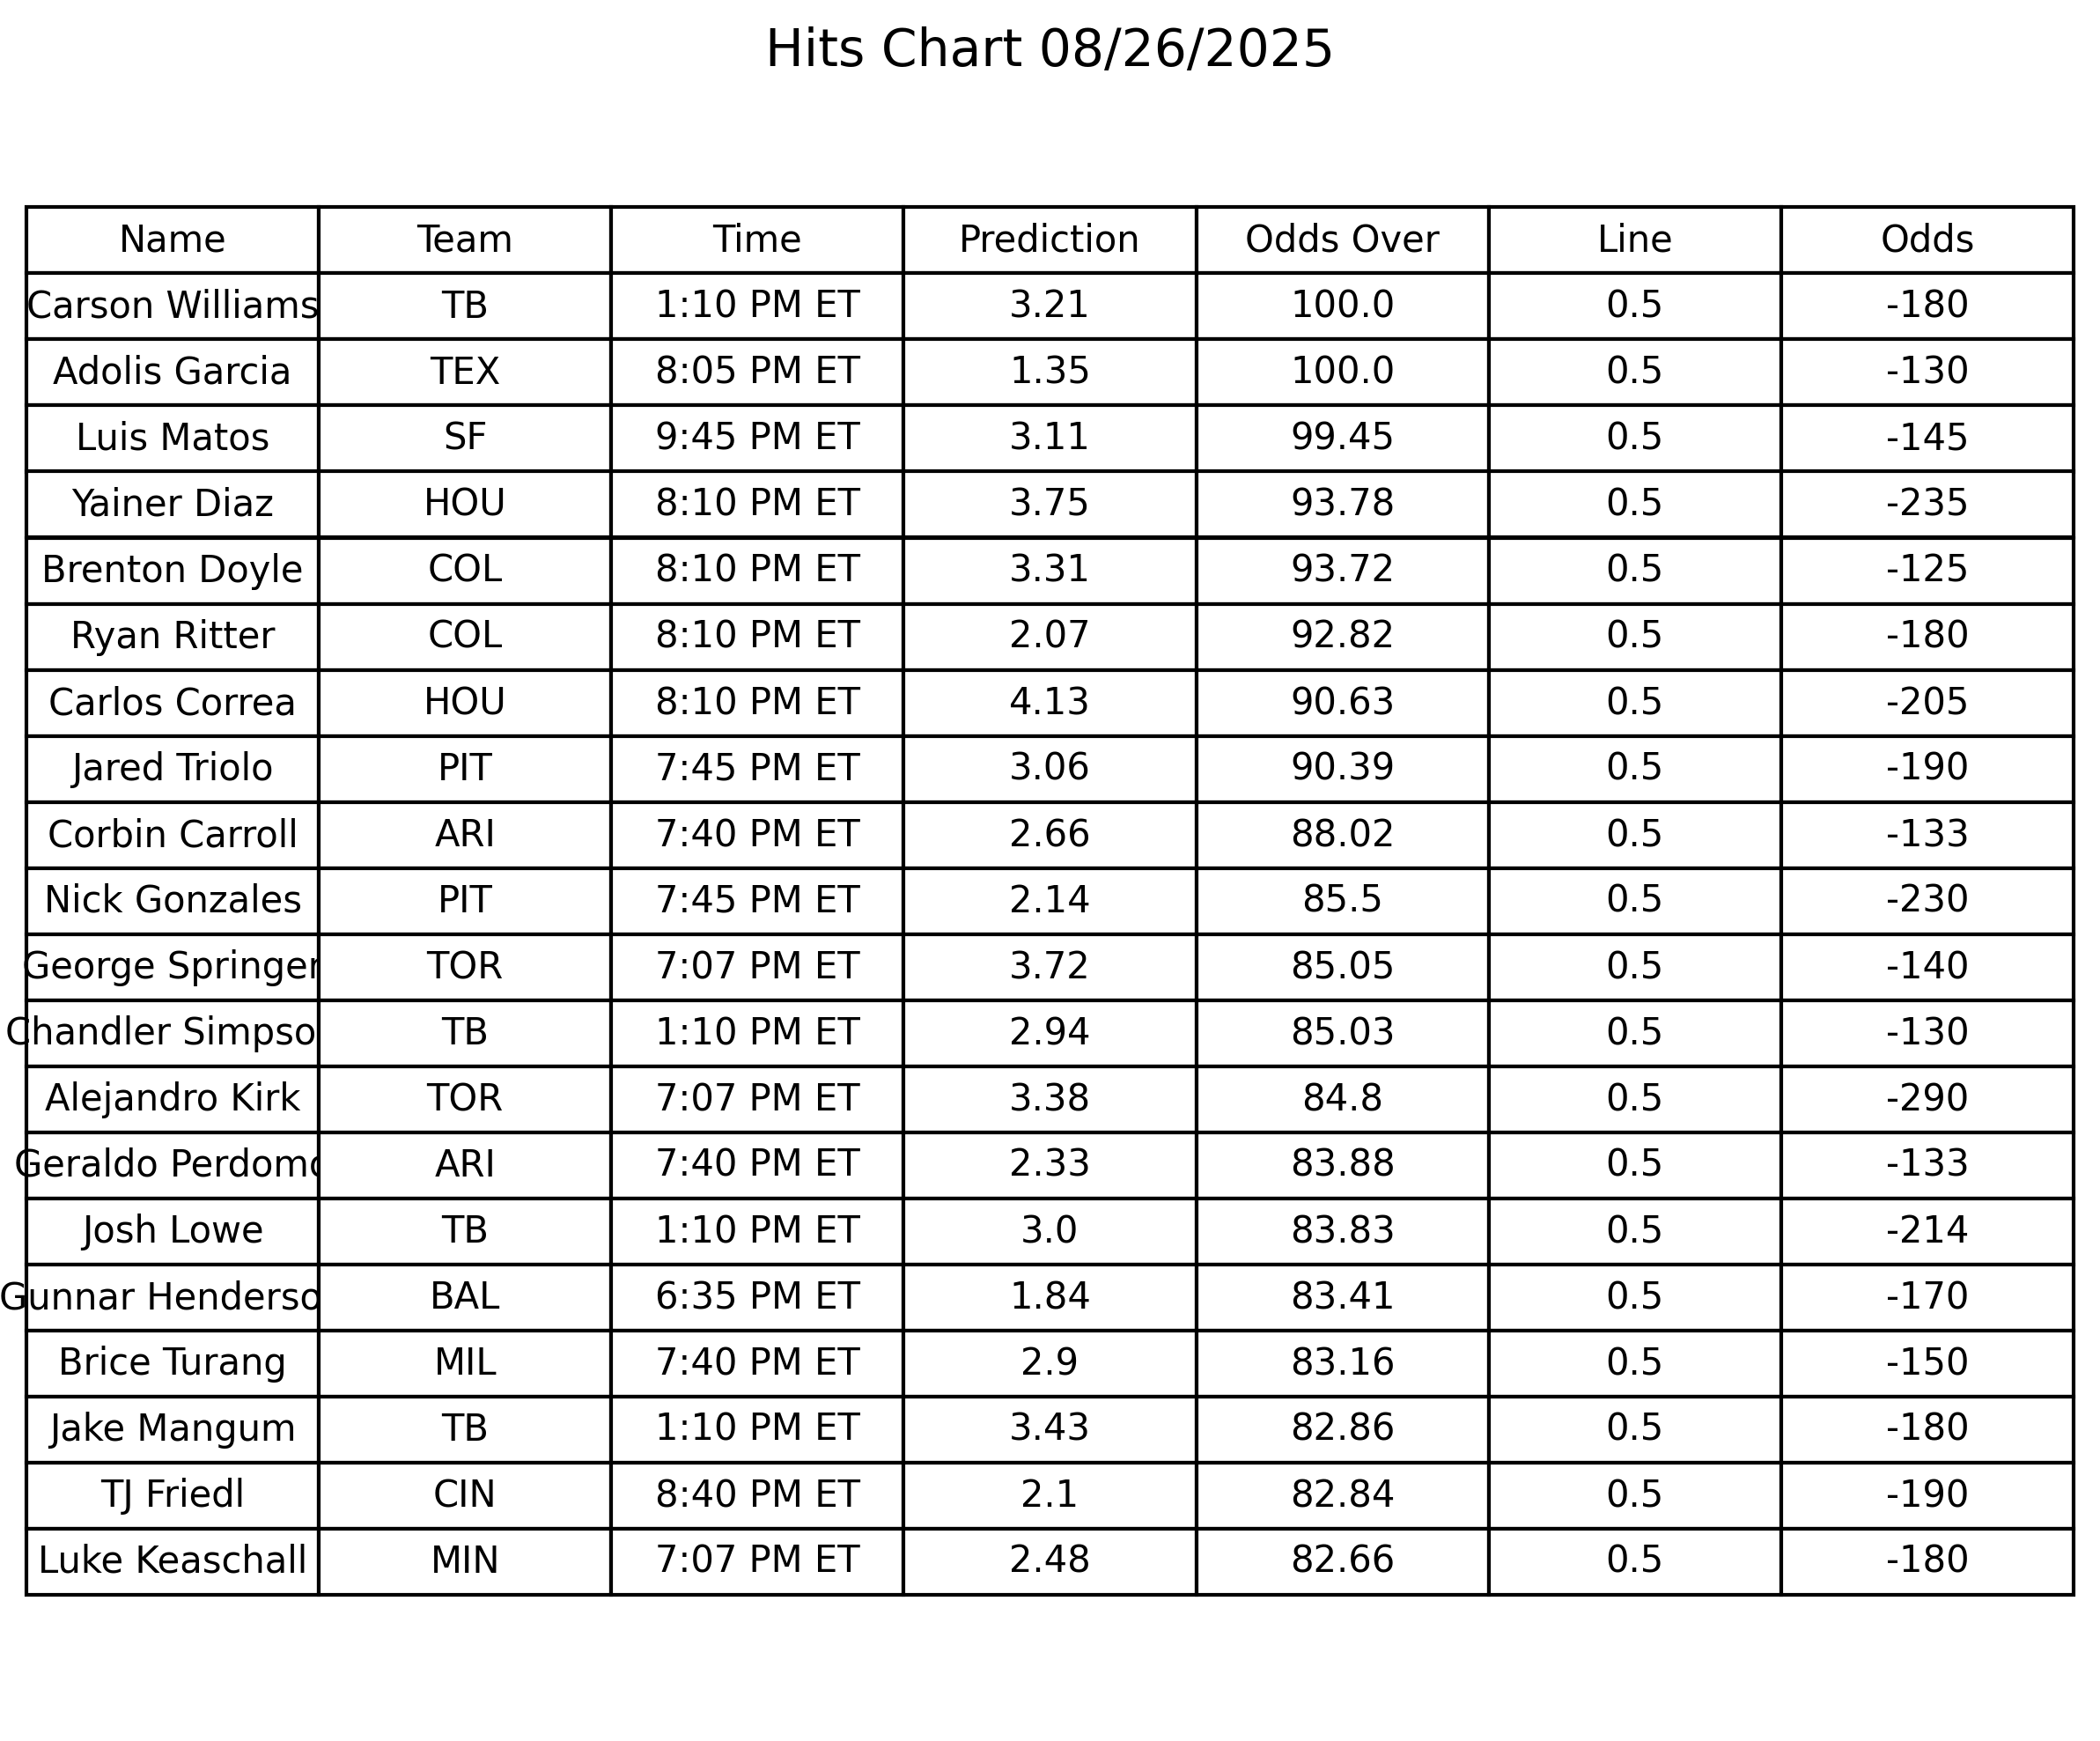 Hits Chart 08/26/2025
Name Team Time Prediction Odds Over Line Odds
Carson Williams TB 1:10 PM ET 3.21 100.0 0.5 -180
Adolis Garcia TEX 8:05 PM ET 1.35 100.0 0.5 -130
Luis Matos SF 9:45 PM ET 3.11 99.45 0.5 -145
Yainer Diaz HOU 8:10 PM ET 3.75 93.78 0.5 -235
Brenton Doyle COL 8:10 PM ET 3.31 93.72 0.5 -125
Ryan Ritter COL 8:10 PM ET 2.07 92.82 0.5 -180
Carlos Correa HOU 8:10 PM ET 4.13 90.63 0.5 -205
Jared Triolo PIT 7:45 PM ET 3.06 90.39 0.5 -190
Corbin Carroll ARI 7:40 PM ET 2.66 88.02 0.5 -133
Nick Gonzales PIT 7:45 PM ET 2.14 85.5 0.5 -230
George Springer TOR 7:07 PM ET 3.72 85.05 0.5 -140
Chandler Simpso TB 1:10 PM ET 2.94 85.03 0.5 -130
Alejandro Kirk TOR 7:07 PM ET 3.38 84.8 0.5 -290
Geraldo Perdomo ARI 7:40 PM ET 2.33 83.88 0.5 -133
Josh Lowe TB 1:10 PM ET 3.0 83.83 0.5 -214
Gunnar Henderso BAL 6:35 PM ET 1.84 83.41 0.5 -170
Brice Turang MIL 7:40 PM ET 2.9 83.16 0.5 -150
Jake Mangum TB 1:10 PM ET 3.43 82.86 0.5 -180
TJ Friedl CIN 8:40 PM ET 2.1 82.84 0.5 -190
Luke Keaschall MIN 7:07 PM ET 2.48 82.66 0.5 -180